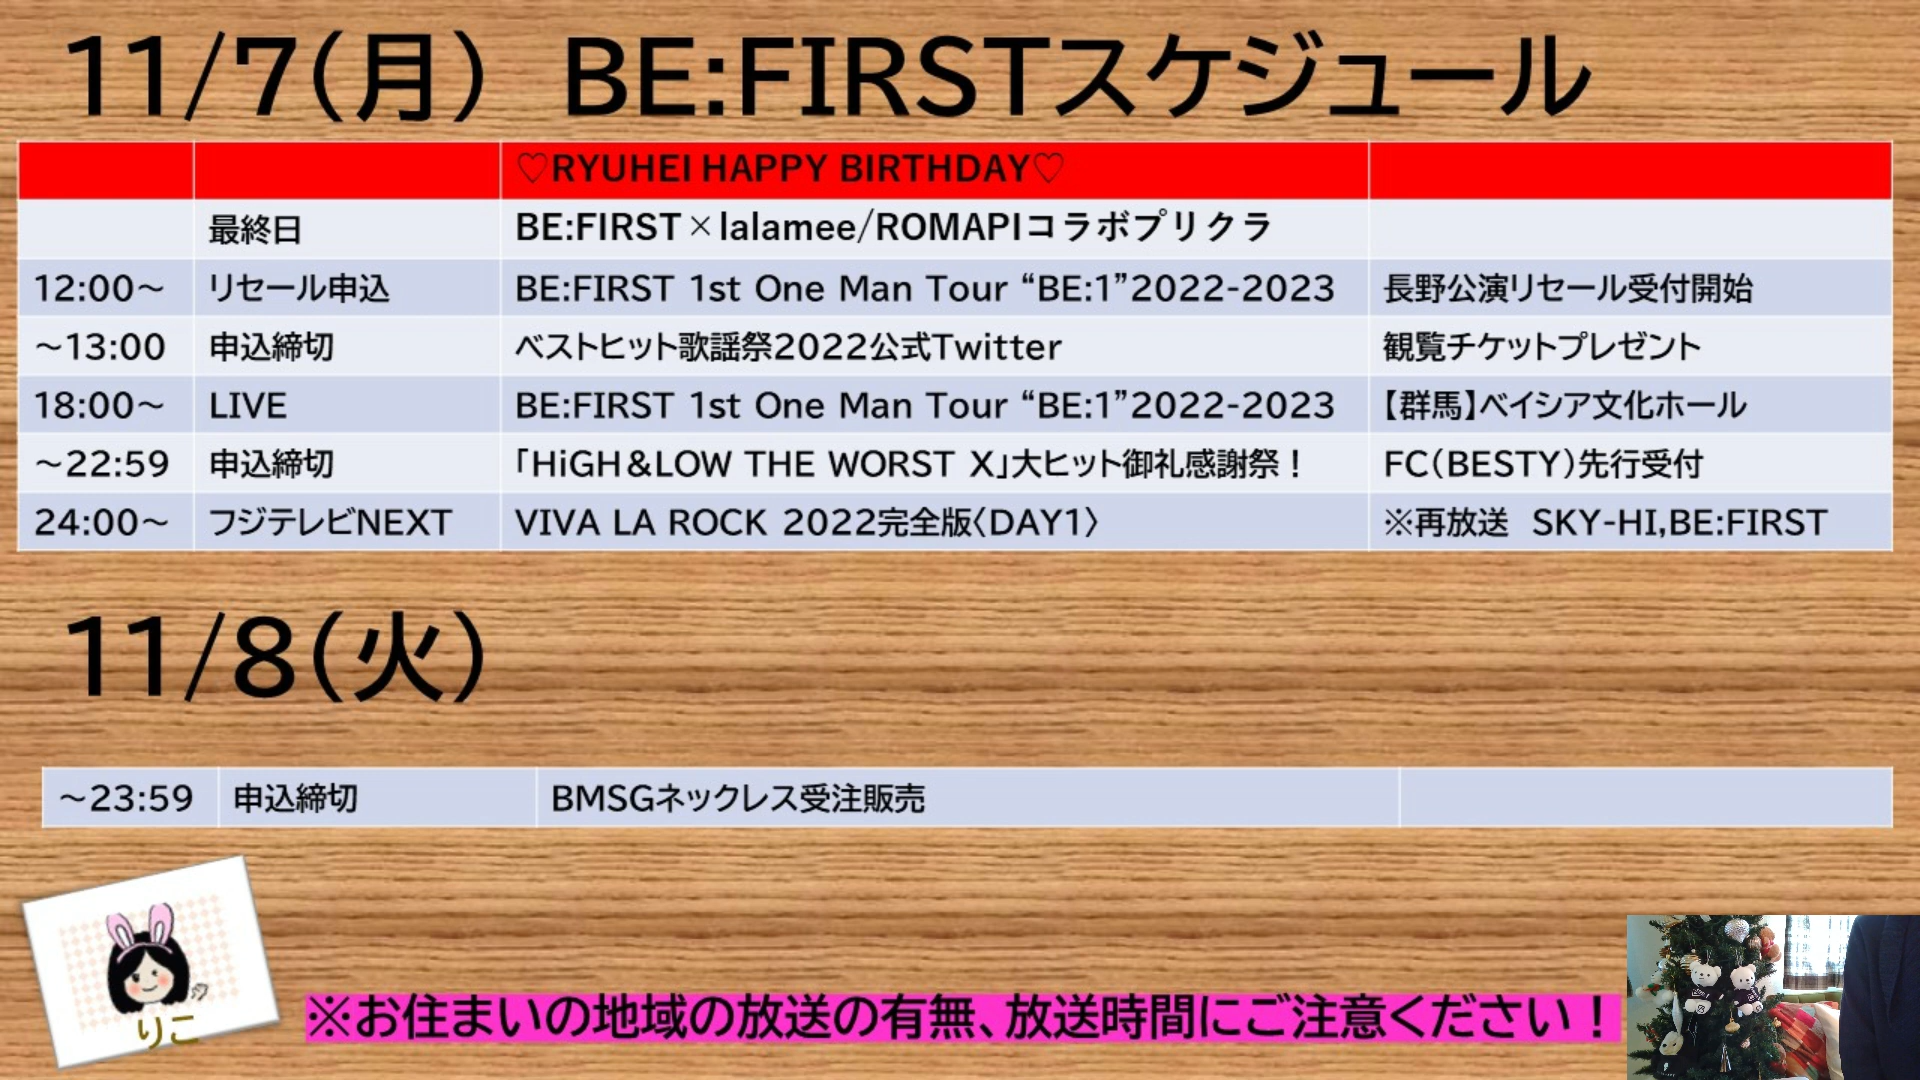 11/7(月) BE:FIRSTスケジュール
♡RYUHEI HAPPY BIRTHDAY♡
最終日 BE:FIRST×lalamee/ROMAPIコラボプリクラ
12:00～ リセール申込 BE:FIRST 1st One Man Tour “BE:1”2022-2023 長野公演リセール受付開始
～13:00 申込締切 ベストヒット歌謡祭2022公式Twitter 観覧チケットプレゼント
18:00～ LIVE BE:FIRST 1st One Man Tour “BE:1”2022-2023 【群馬】ベイシア文化ホール
～22:59 申込締切 「HiGH&LOW THE WORST X」大ヒット御礼感謝祭！ FC(BESTY)先行受付
24:00～ フジテレビNEXT VIVA LA ROCK 2022完全版〈DAY1〉 ※再放送 SKY-HI,BE:FIRST
11/8(火)
～23:59 申込締切 BMSGネックレス受注販売
りこ
※お住まいの地域の放送の有無、放送時間にご注意ください！